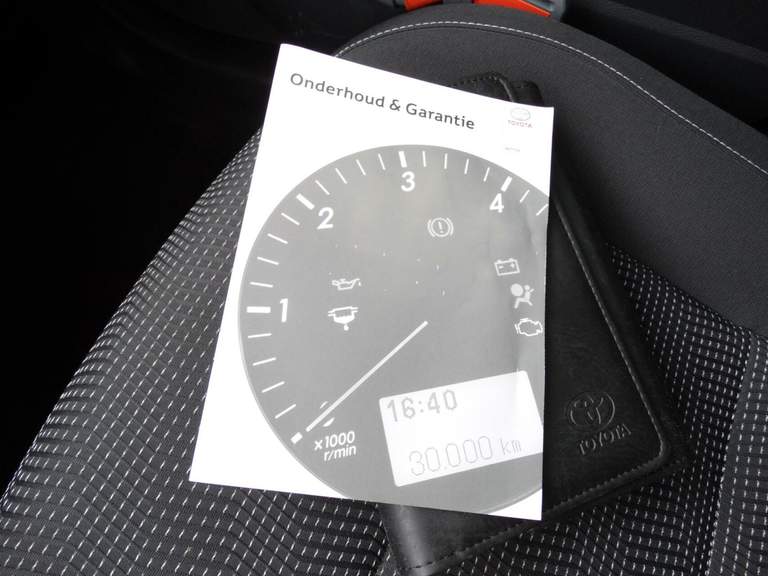 Onderhoud & Garantie
TOYOTA
3
4
2
1
16:40
x1000
r/min
30.000 km
TOYOTA